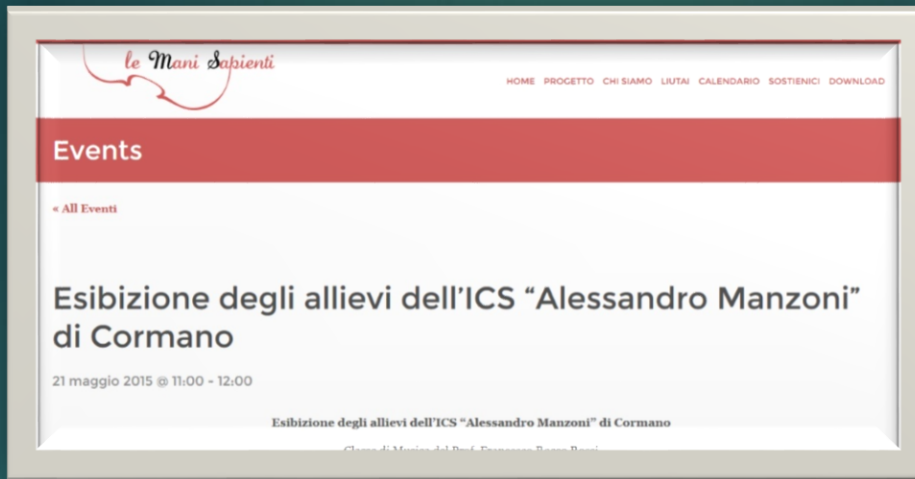 le Mani Sapienti
HOME PROGETTO CHI SIAMO LIUTAI CALENDARIO SOSTIENICI DOWNLOAD
Events
« All Eventi
Esibizione degli allievi dell'ICS “Alessandro Manzoni”
di Cormano
21 maggio 2015 @ 11:00 - 12:00
Esibizione degli allievi dell'ICS “Alessandro Manzoni” di Cormano